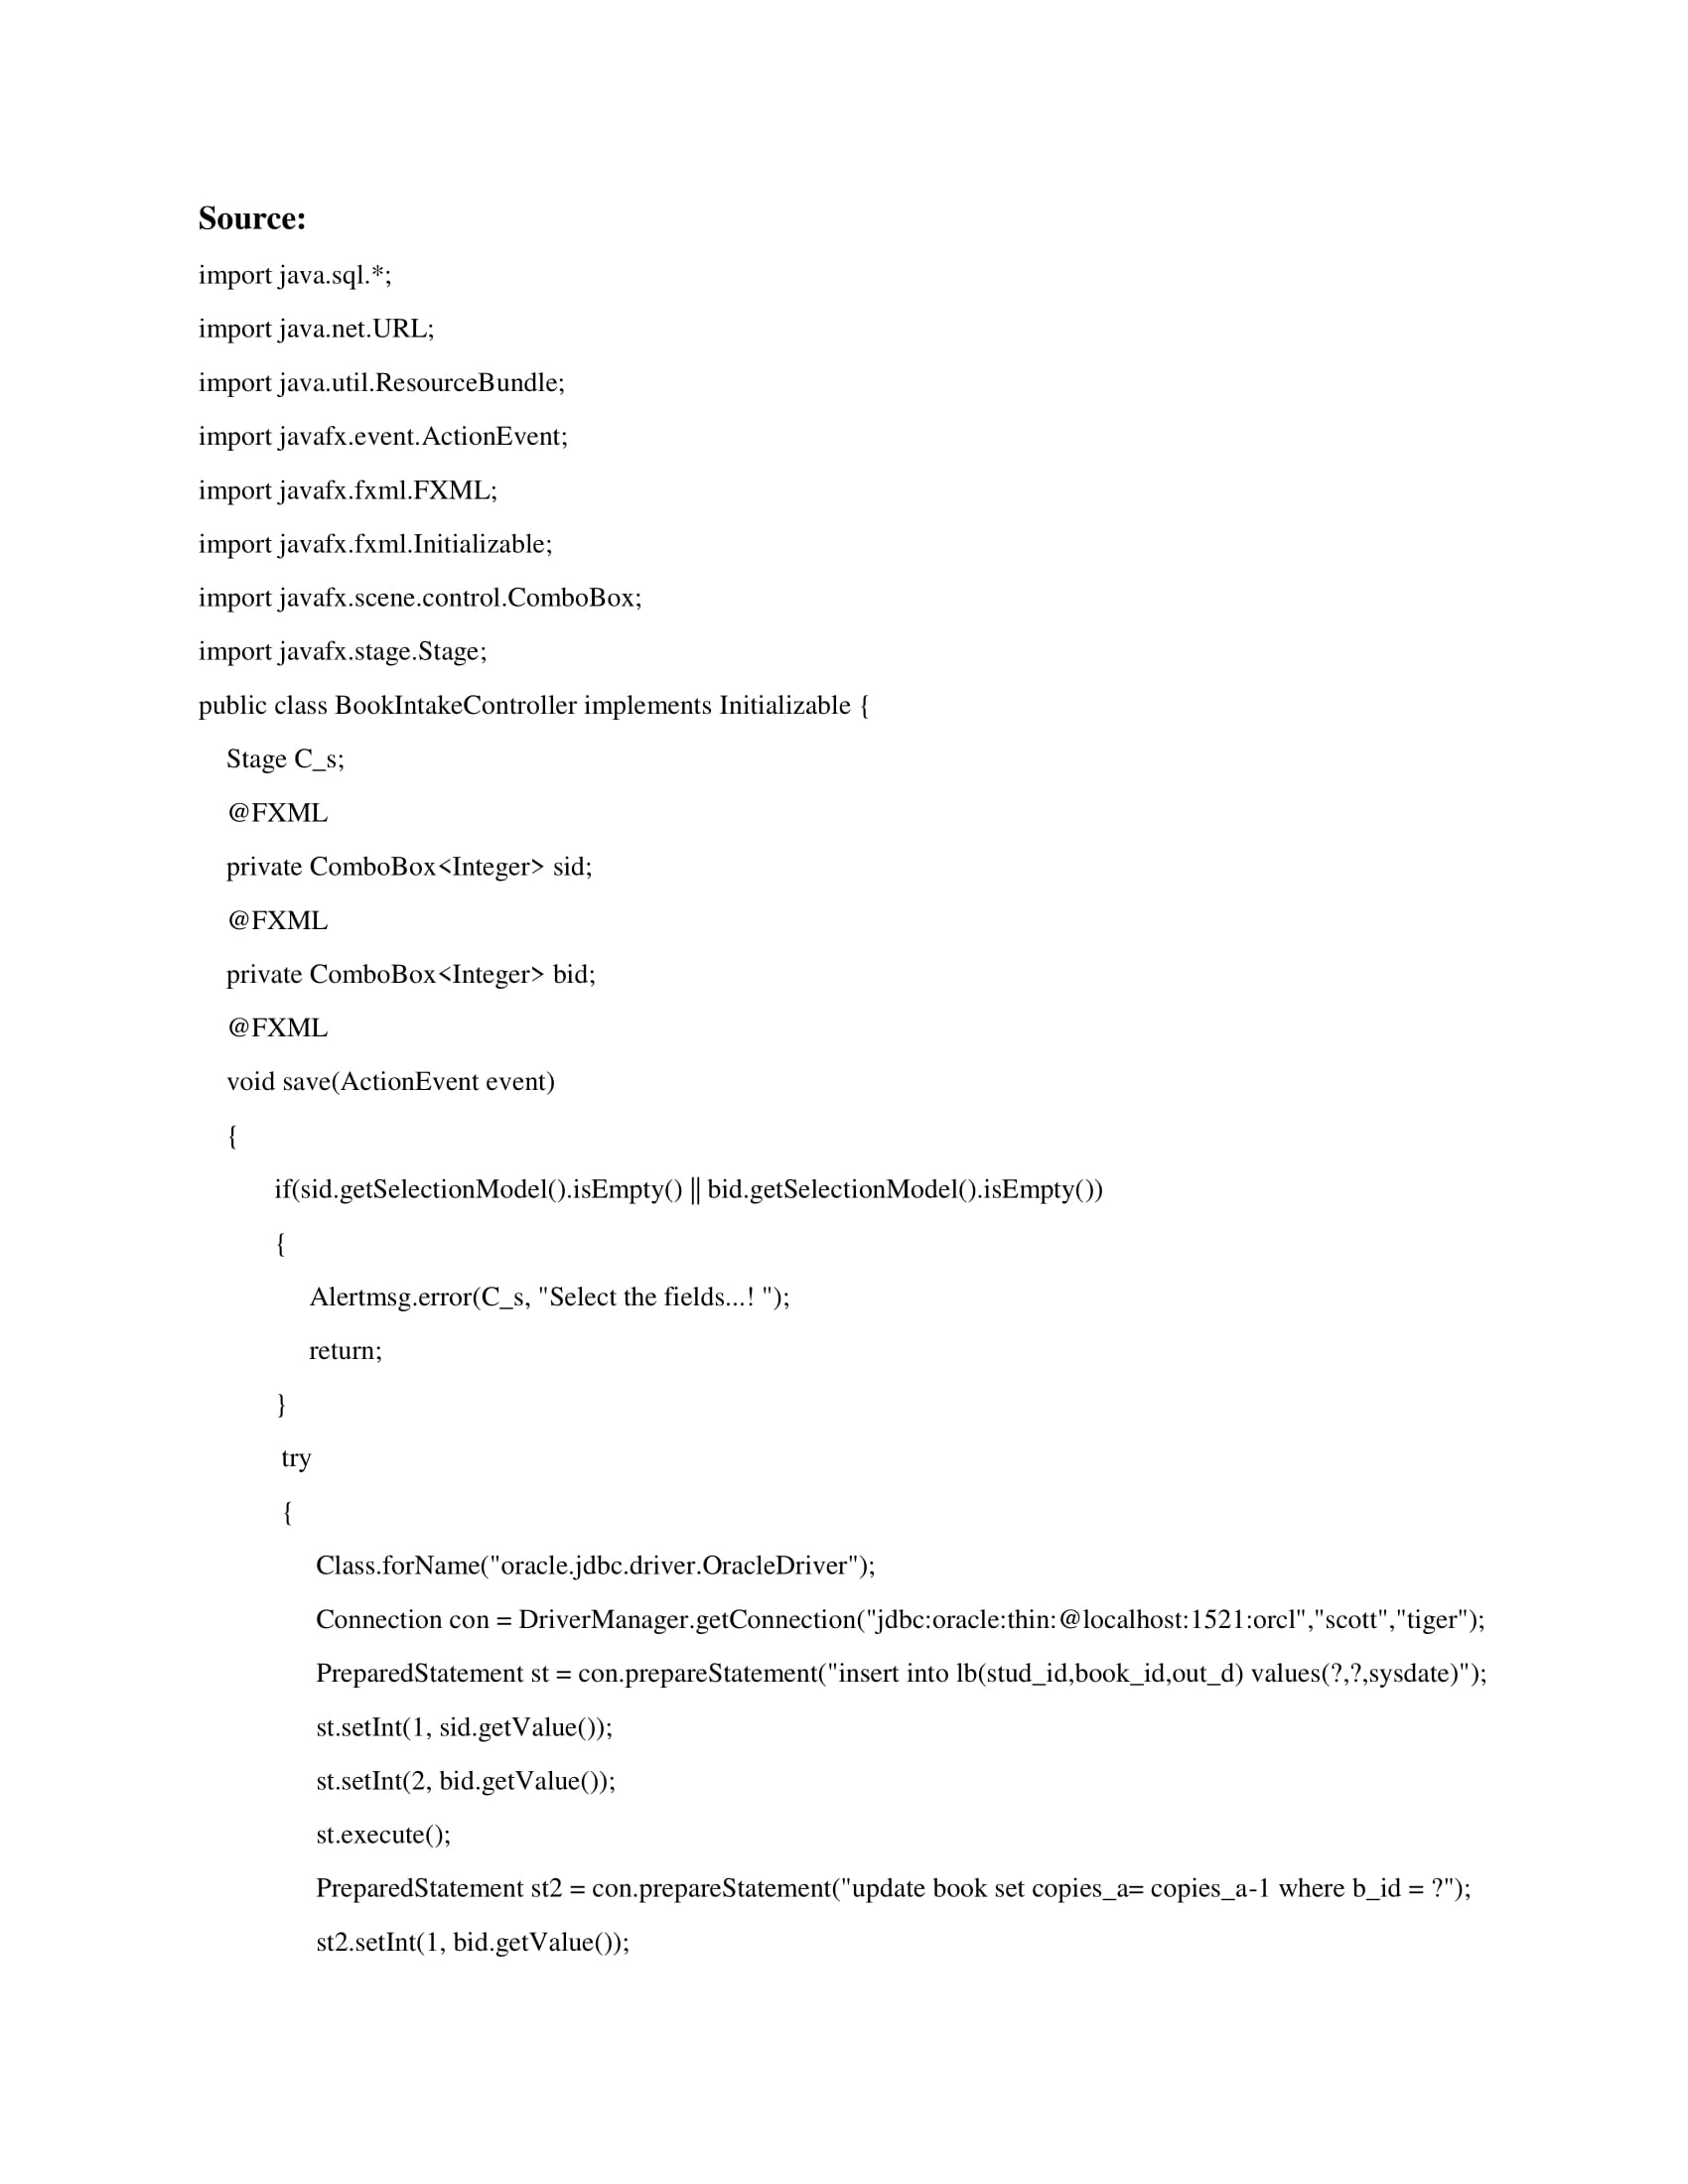 Source:
import java.sql.*;
import java.net.URL;
import java.util.ResourceBundle;
import javafx.event.ActionEvent;
import javafx.fxml.FXML;
import javafx.fxml.Initializable;
import javafx.scene.control.ComboBox;
import javafx.stage.Stage;
public class BookIntakeController implements Initializable {
Stage C_s;
@FXML
private ComboBox<Integer> sid;
@FXML
private ComboBox<Integer> bid;
@FXML
void save(ActionEvent event)
{
if(sid.getSelectionModel().isEmpty() || bid.getSelectionModel().isEmpty())
{
Alertmsg.error(C_s, "Select the fields...! ");
return;
}
try
{
Class.forName("oracle.jdbc.driver.OracleDriver");
Connection con = DriverManager.getConnection("jdbc:oracle:thin:@localhost:1521:orcl","scott","tiger");
PreparedStatement st = con.prepareStatement("insert into lb(stud_id,book_id,out_d) values(?,?,sysdate)");
st.setInt(1, sid.getValue());
st.setInt(2, bid.getValue());
st.execute();
PreparedStatement st2 = con.prepareStatement("update book set copies_a= copies_a-1 where b_id = ?");
st2.setInt(1, bid.getValue());